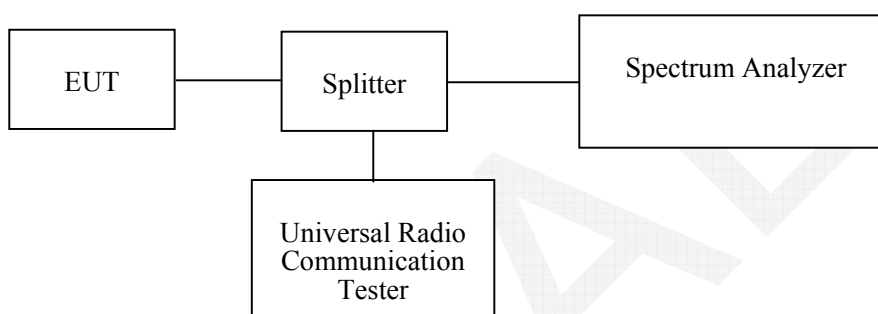 EUT
Splitter
Spectrum Analyzer
Universal Radio
Communication
Tester